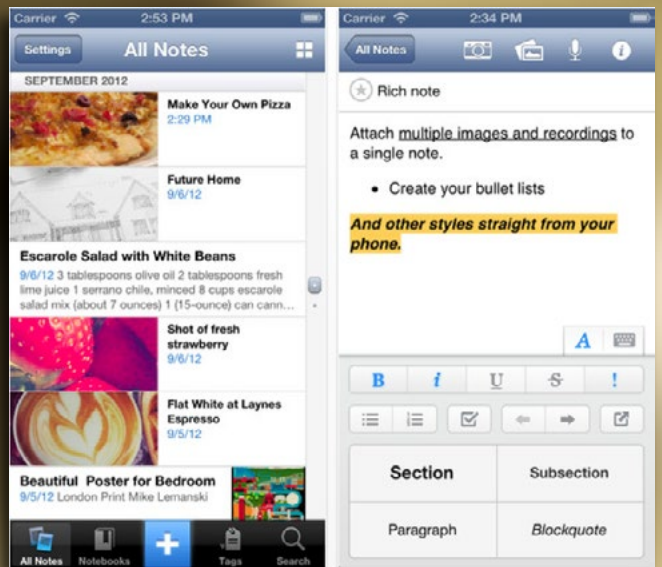 Carrier 2:53 PM
Settings All Notes
SEPTEMBER 2012
Make Your Own Pizza
2:29 PM
Future Home
9/6/12
Escarole Salad with White Beans
9/6/12 3 tablespoons olive oil 2 tablespoons fresh
lime juice 1 serrano chile, minced 8 cups escarole
salad mix (about 7 ounces) 1 (15-ounce) can cann...
Shot of fresh
strawberry
9/6/12
Flat White at Laynes
Espresso
9/5/12
Beautiful Poster for Bedroom
9/5/12 London Print Mike Lemanski
All Notes Notebooks Tags Search
Carrier 2:34 PM
All Notes
Rich note
Attach multiple images and recordings to
a single note.
• Create your bullet lists
And other styles straight from your
phone.
A
B i U S !
Section Subsection
Paragraph Blockquote